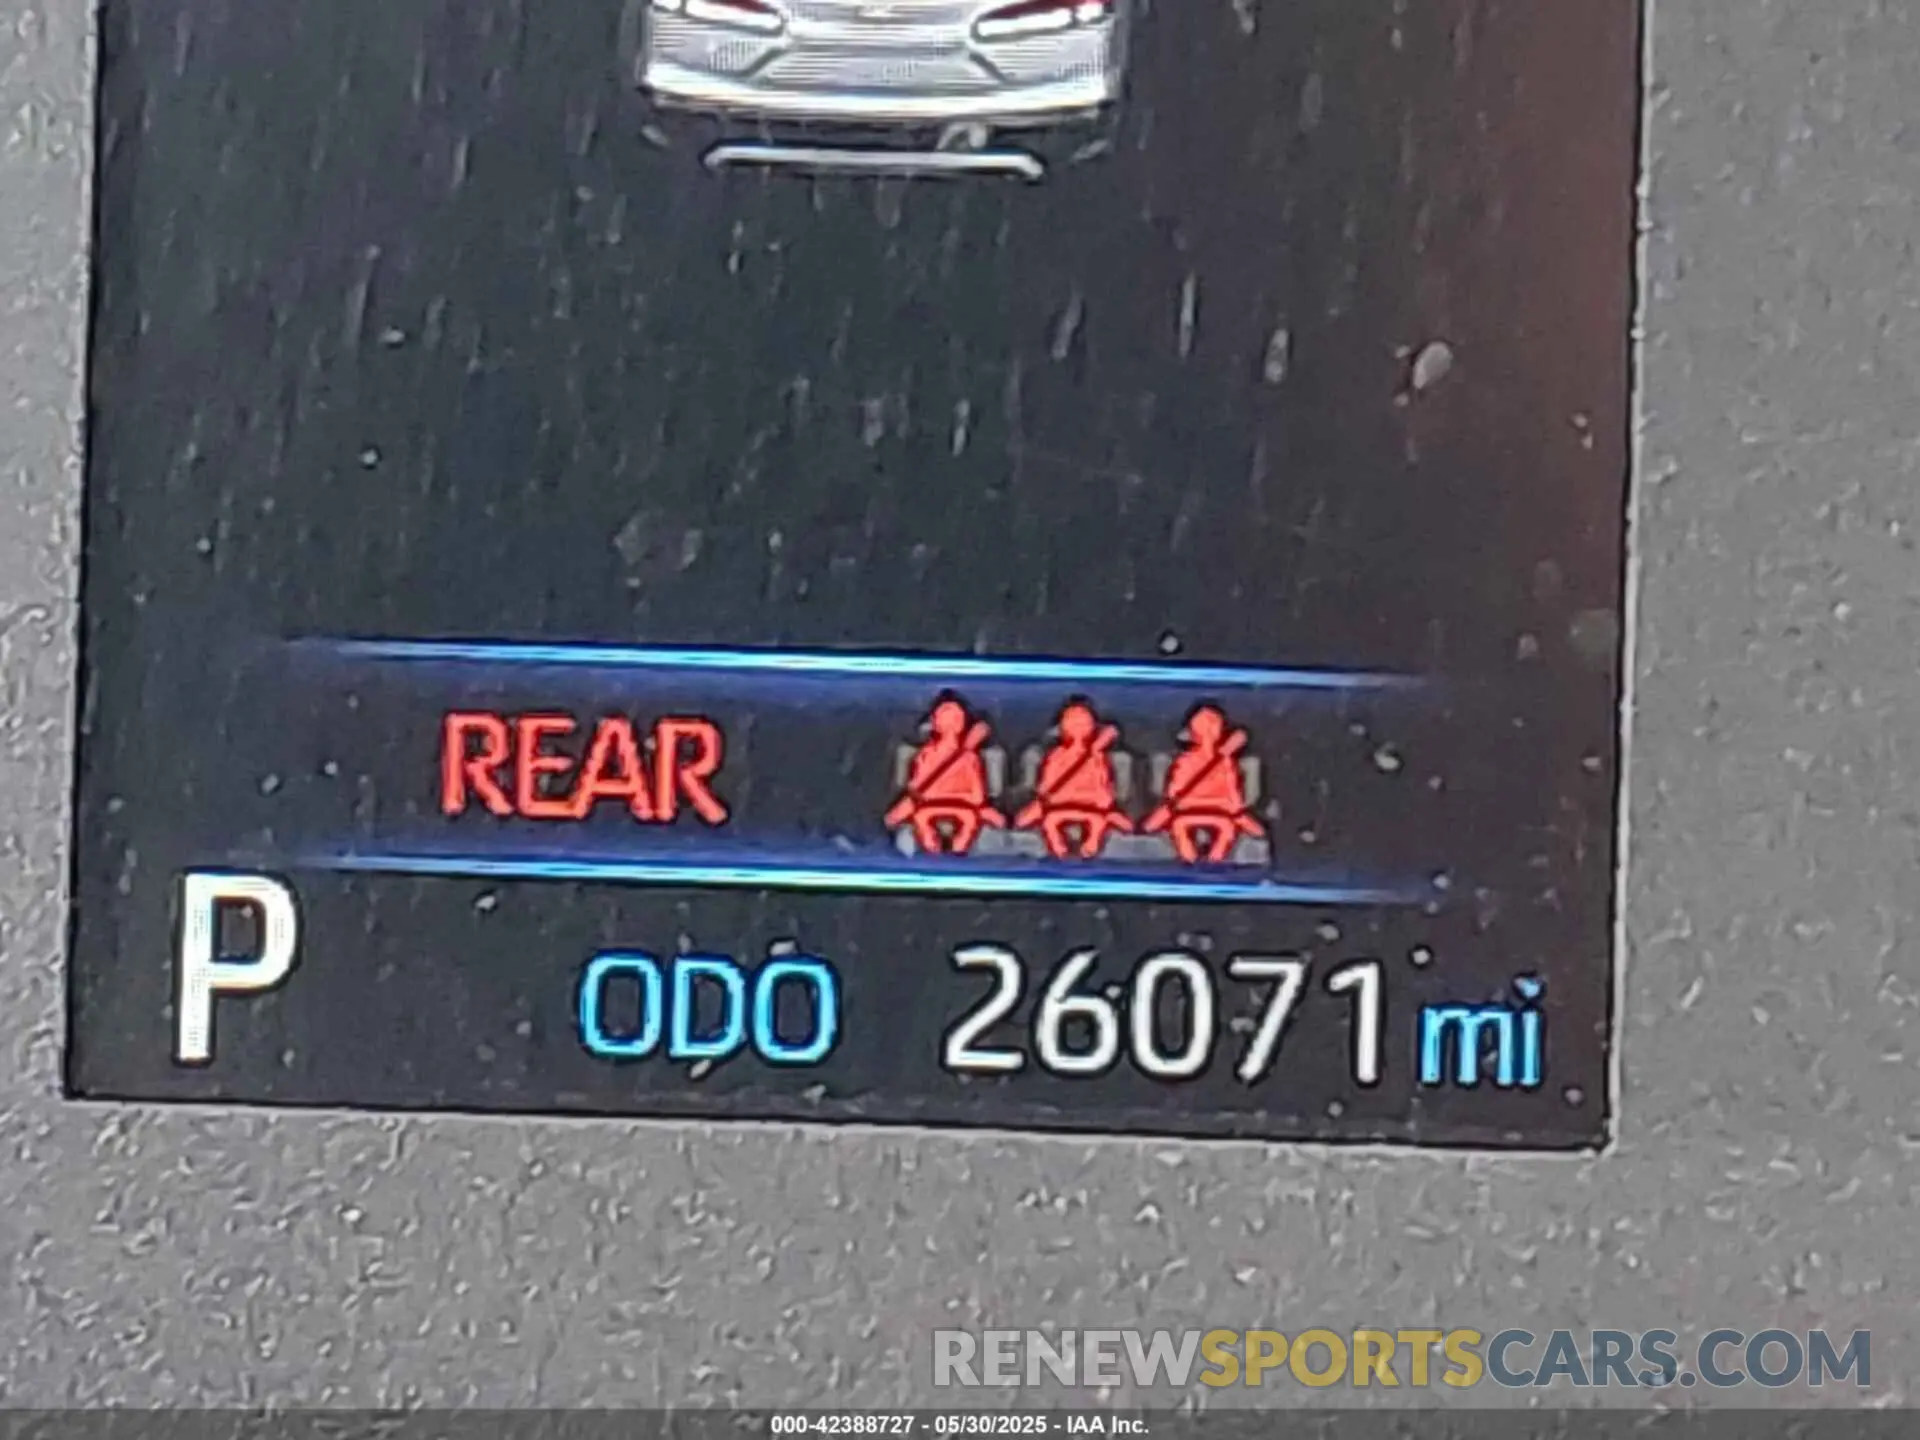 REAR
P ODO 26071 mi
RENEWSPORTSCARS.COM
000-42388727 - 05/30/2025 - IAA Inc.